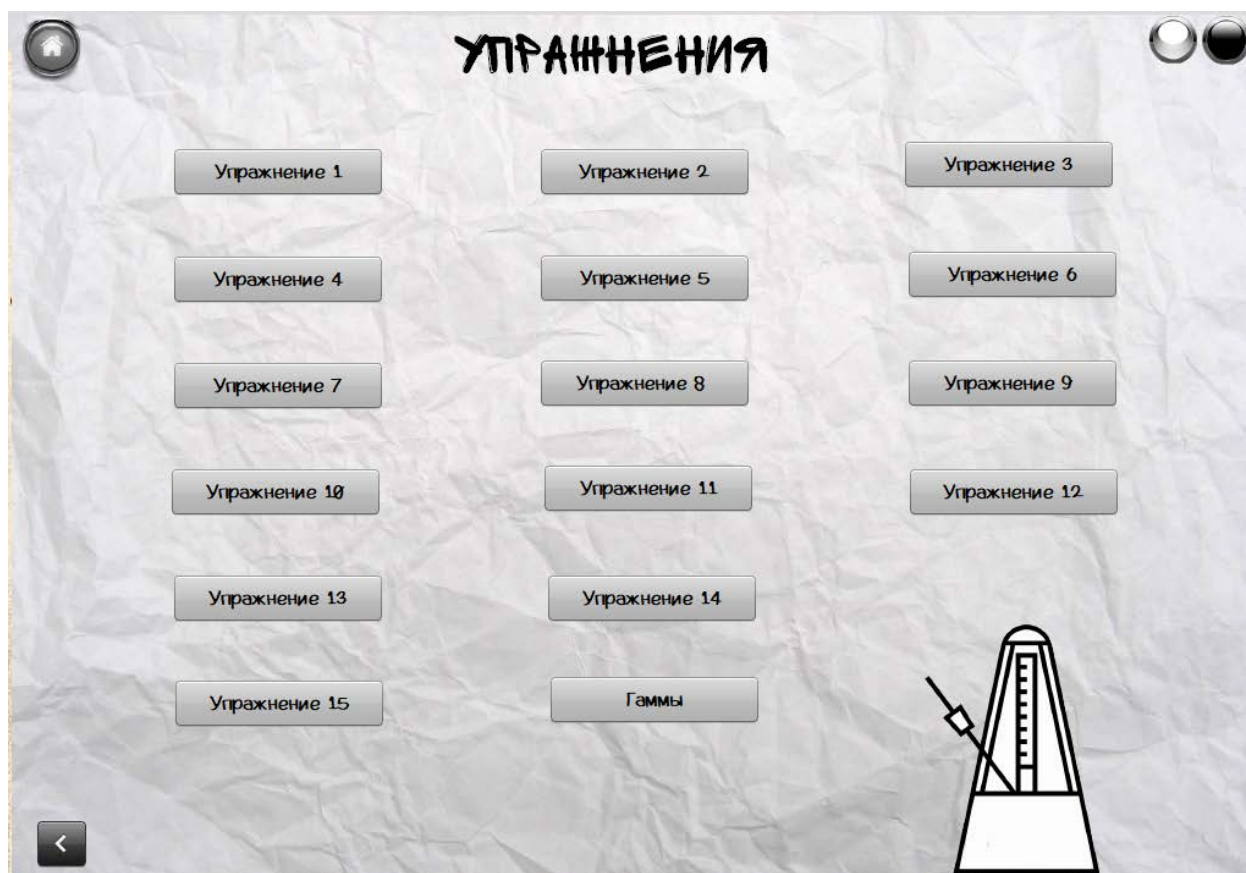 УПРАЖНЕНИЯ
Упражнение 1
Упражнение 2
Упражнение 3
Упражнение 4
Упражнение 5
Упражнение 6
Упражнение 7
Упражнение 8
Упражнение 9
Упражнение 10
Упражнение 11
Упражнение 12
Упражнение 13
Упражнение 14
Упражнение 15
Гаммы